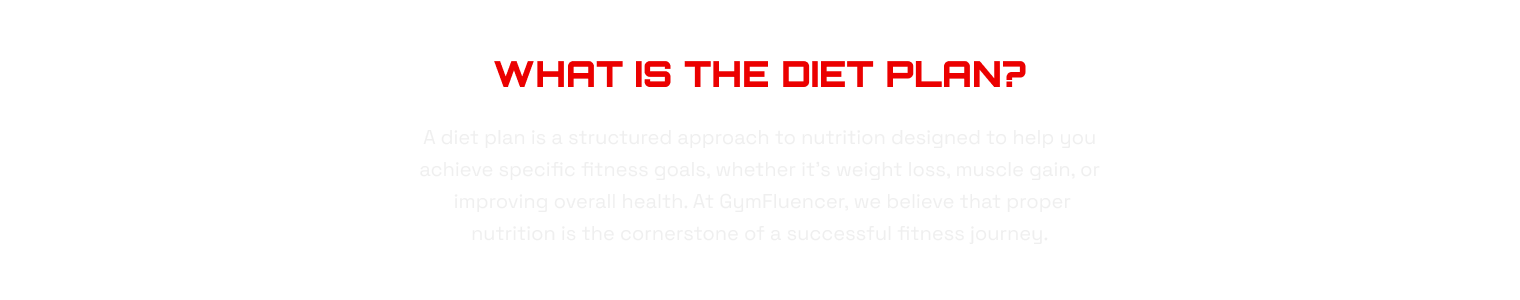 WHAT IS THE DIET PLAN?
A diet plan is a structured approach to nutrition designed to help you
achieve specific fitness goals, whether it's weight loss, muscle gain, or
improving overall health. At GymFluencer, we believe that proper
nutrition is the cornerstone of a successful fitness journey.